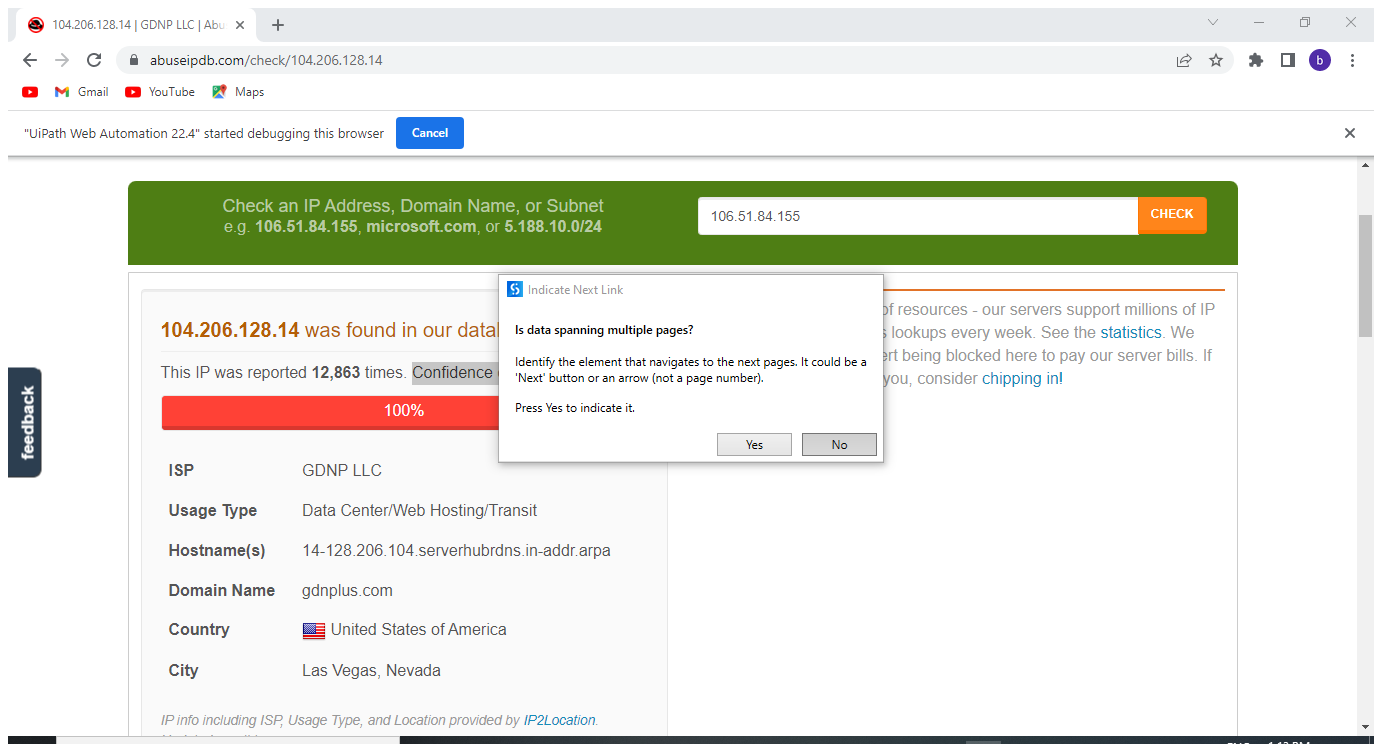 104.206.128.14 | GDNP LLC | Abu
abuseipdb.com/check/104.206.128.14
b
Gmail
YouTube
Maps
"UiPath Web Automation 22.4" started debugging this browser
Cancel
Check an IP Address, Domain Name, or Subnet
e.g. 106.51.84.155, microsoft.com, or 5.188.10.0/24
106.51.84.155
CHECK
Indicate Next Link
Is data spanning multiple pages?
Identify the element that navigates to the next pages. It could be a
'Next' button or an arrow (not a page number).
Press Yes to indicate it.
Yes
No
104.206.128.14 was found in our data
This IP was reported 12,863 times. Confidence
100%
of resources - our servers support millions of IP
lookups every week. See the statistics. We
being blocked here to pay our server bills. If
you, consider chipping in!
feedback
ISP GDNP LLC
Usage Type Data Center/Web Hosting/Transit
Hostname(s) 14-128.206.104.serverhubrdns.in-addr.arpa
Domain Name gdnplus.com
Country United States of America
City Las Vegas, Nevada
IP info including ISP, Usage Type, and Location provided by IP2Location.